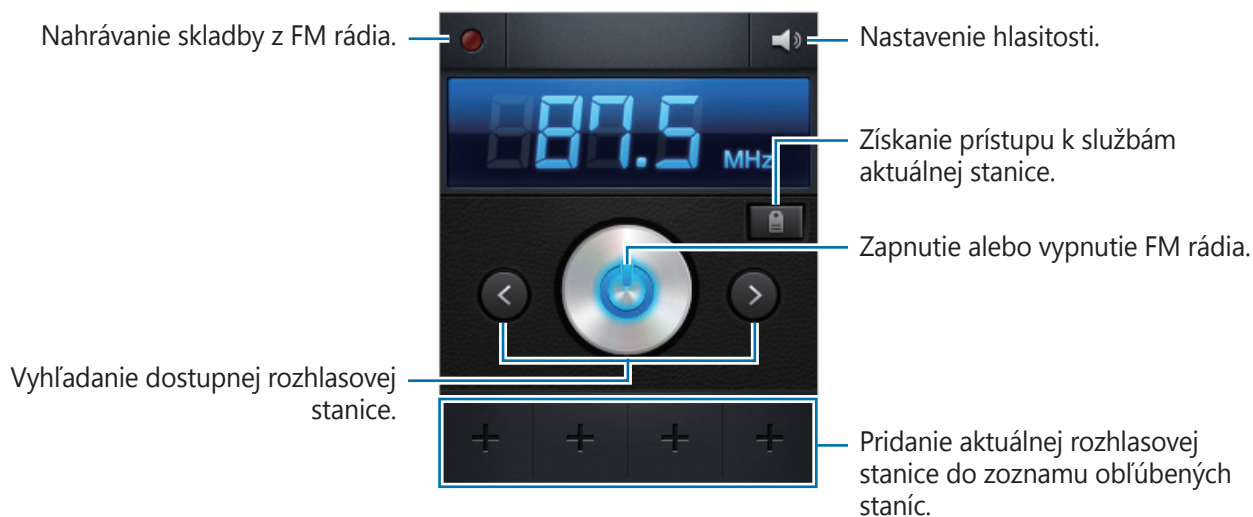 Nahrávanie skladby z FM rádia.
Nastavenie hlasitosti.
87.5 MHz
Získanie prístupu k službám
aktuálnej stanice.
Zapnutie alebo vypnutie FM rádia.
Vyhľadanie dostupnej rozhlasovej
stanice.
Pridanie aktuálnej rozhlasovej
stanice do zoznamu obľúbených
staníc.